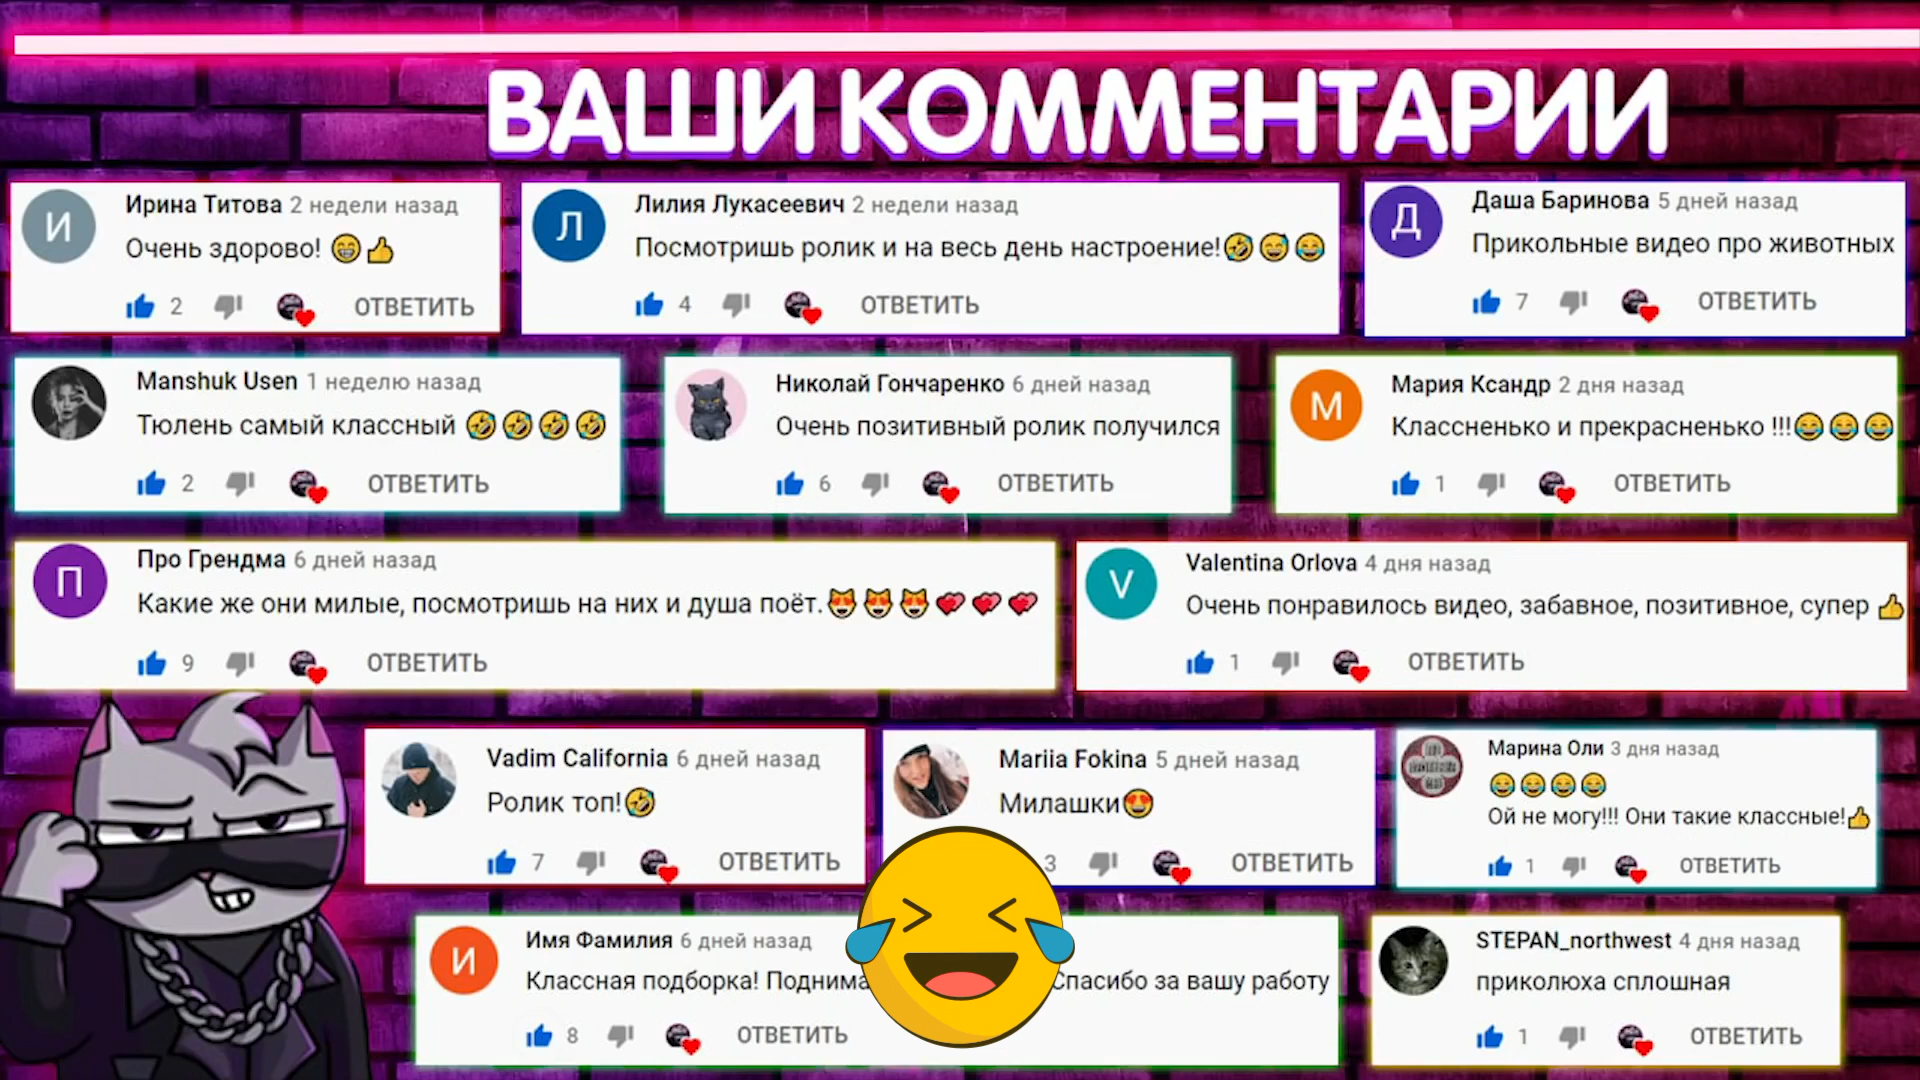 ВАШИ КОММЕНТАРИИ
И
Ирина Титова 2 недели назад
Очень здорово! 😁👍
2 ОТВЕТИТЬ
Л
Лилия Лукасеевич 2 недели назад
Посмотришь ролик и на весь день настроение!🤣😅😂
4 ОТВЕТИТЬ
Д
Даша Баринова 5 дней назад
Прикольные видео про животных
7 ОТВЕТИТЬ
Manshuk Usen 1 неделю назад
Тюлень самый классный 🤣🤣🤣🤣
2 ОТВЕТИТЬ
Николай Гончаренко 6 дней назад
Очень позитивный ролик получился
6 ОТВЕТИТЬ
М
Мария Ксандр 2 дня назад
Классненько и прекрасненько !!!😂😂😂
1 ОТВЕТИТЬ
П
Про Грендма 6 дней назад
Какие же они милые, посмотришь на них и душа поёт.😻😻😻💕💕💕
9 ОТВЕТИТЬ
V
Valentina Orlova 4 дня назад
Очень понравилось видео, забавное, позитивное, супер 👍
1 ОТВЕТИТЬ
Vadim California 6 дней назад
Ролик топ!🤣
7 ОТВЕТИТЬ
Mariia Fokina 5 дней назад
Милашки😍
3 ОТВЕТИТЬ
Марина Оли 3 дня назад
😂😂😂😂
Ой не могу!!! Они такие классные!👍
1 ОТВЕТИТЬ
И
Имя Фамилия 6 дней назад
Классная подборка! Поднима Спасибо за вашу работу
8 ОТВЕТИТЬ
STEPAN_northwest 4 дня назад
приколюха сплошная
1 ОТВЕТИТЬ